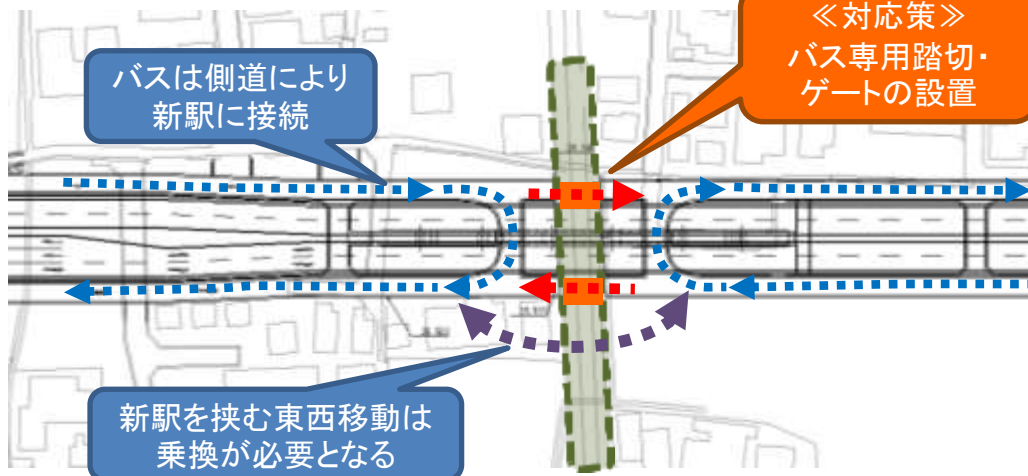 ≪対応策≫
バス専用踏切・
ゲートの設置
バスは側道により
新駅に接続
新駅を挟む東西移動は
乗換が必要となる